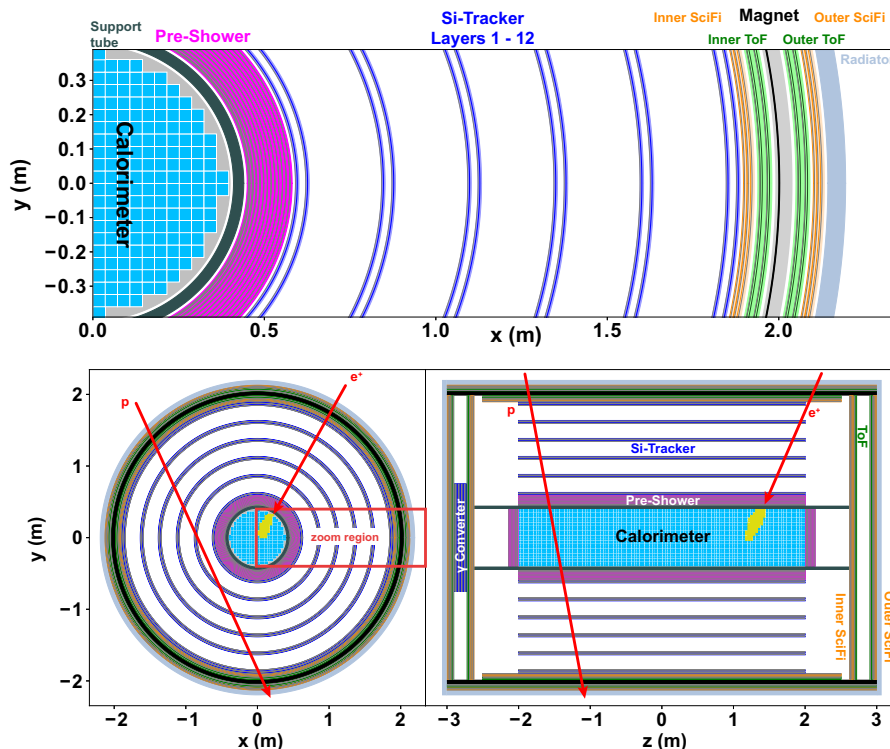 Support
tube
Pre-Shower
Si-Tracker
Layers 1 - 12
Inner SciFi
Magnet
Outer SciFi
Inner ToF
Outer ToF
Radiator
Calorimeter
y (m)
0.3
0.2
0.1
0.0
−0.1
−0.2
−0.3
0.0
0.5
1.0
1.5
2.0
x (m)
p
e⁺
zoom region
y (m)
2
1
0
−1
−2
−2
−1
0
1
2
x (m)
p
e⁺
Si-Tracker
Pre-Shower
Calorimeter
γ Converter
ToF
Inner SciFi
Outer SciFi
−3
−2
−1
0
1
2
3
z (m)